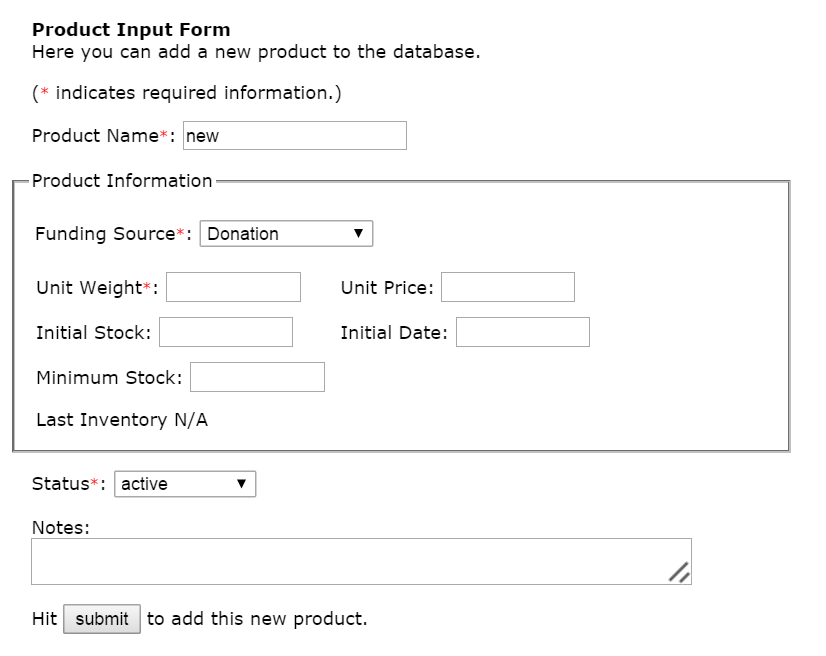 Product Input Form
Here you can add a new product to the database.
(* indicates required information.)
Product Name*: new
Product Information
Funding Source*: Donation
Unit Weight*: Unit Price:
Initial Stock: Initial Date:
Minimum Stock:
Last Inventory N/A
Status*: active
Notes:
Hit submit to add this new product.